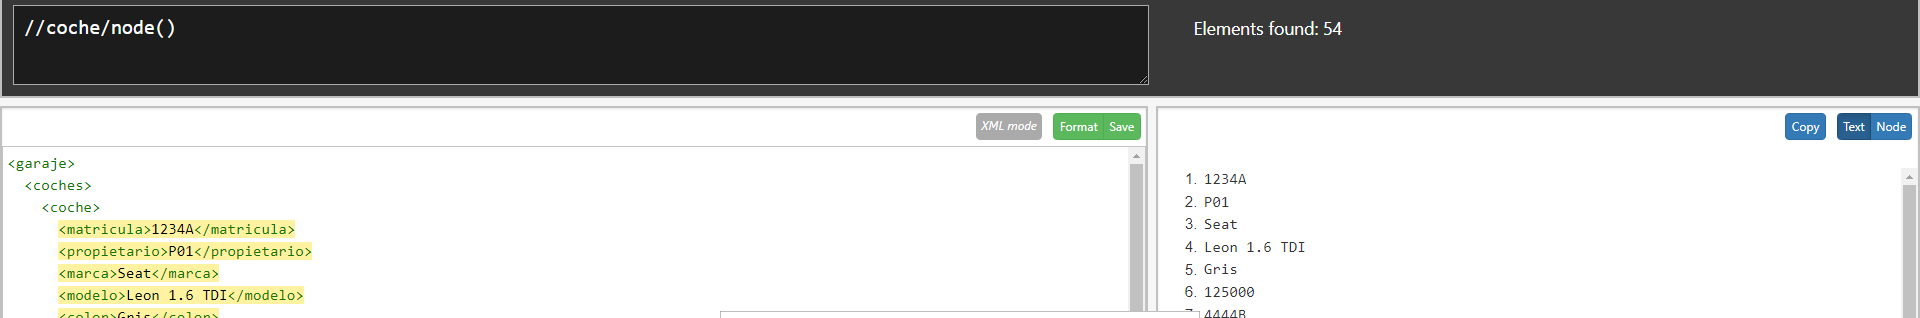 //coche/node()
Elements found: 54
XML mode
Format
Save
<garaje>
<coches>
<coche>
<matricula>1234A</matricula>
<propietario>P01</propietario>
<marca>Seat</marca>
<modelo>Leon 1.6 TDI</modelo>
<color>Gris</color>
Copy
Text
Node
1. 1234A
2. P01
3. Seat
4. Leon 1.6 TDI
5. Gris
6. 125000
7. 4444B